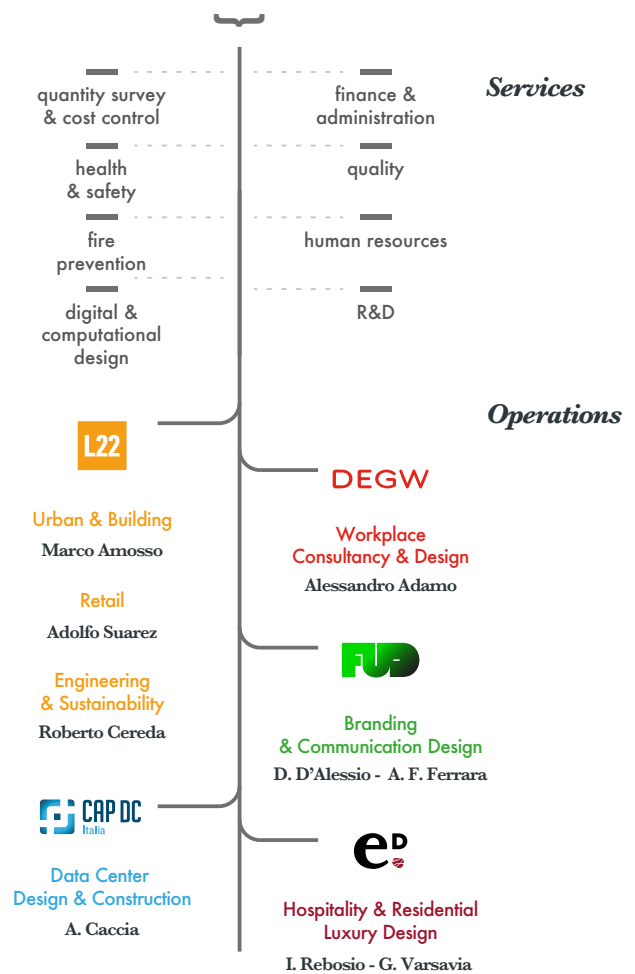 Services
quantity survey
& cost control
finance &
administration
health
& safety
quality
fire
prevention
human resources
digital &
computational
design
R&D
Operations
L22
Urban & Building
Marco Amosso
Retail
Adolfo Suarez
Engineering
& Sustainability
Roberto Cereda
DEGW
Workplace
Consultancy & Design
Alessandro Adamo
FUD
Branding
& Communication Design
D. D'Alessio - A. F. Ferrara
CAP DC
Italia
Data Center
Design & Construction
A. Caccia
eD
Hospitality & Residential
Luxury Design
I. Rebosio - G. Varsavia